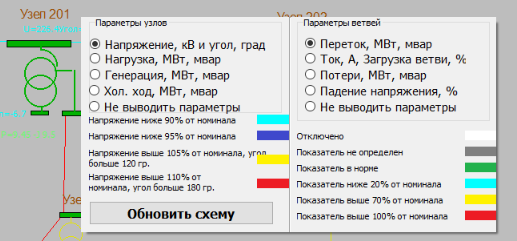 Узел 201
Параметры узлов
Напряжение, кВ и угол, град
Нагрузка, МВт, мвар
Генерация, МВт, мвар
Хол. ход, МВт, мвар
Не выводить параметры
Напряжение ниже 90% от номинала
Напряжение ниже 95% от номинала
Напряжение выше 105% от номинала, угол
больше 120 гр.
Напряжение выше 110% от
номинала, угол больше 180 гр.
Обновить схему
Параметры ветвей
Переток, МВт, мвар
Ток, А, Загрузка ветви, %
Потери, МВт, мвар
Падение напряжения, %
Не выводить параметры
Отключено
Показатель не определен
Показатель в норме
Показатель ниже 20% от номинала
Показатель выше 70% от номинала
Показатель выше 100% от номинала